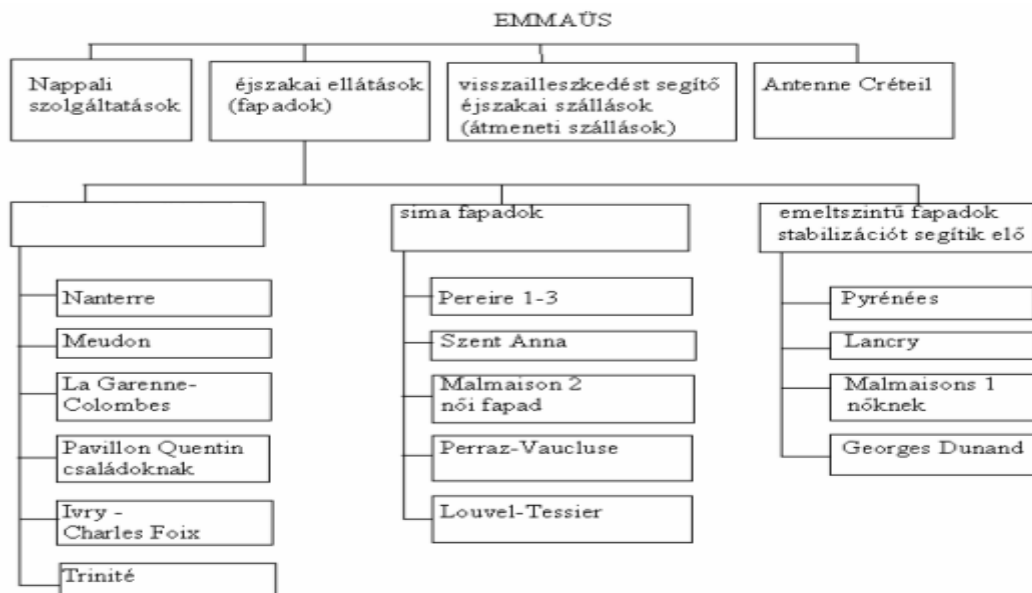 EMMAÜS
Nappali
szolgáltatások
éjszakai ellátások
(fapadok)
visszailleszkedést segítő
éjszakai szállások
(átmeneti szállások)
Antenne Créteil
sima fapadok
emeltszintű fapadok
stabilizációt segítik elő
Nanterre
Meudon
La Garenne-
Colombes
Pavillon Quentin
családoknak
Ivry -
Charles Foix
Trinité
Pereire 1-3
Szent Anna
Malmaison 2
női fapad
Perraz-Vaucluse
Louvel-Tessier
Pyrénées
Lancry
Malmaisons 1
nőknek
Georges Dunand